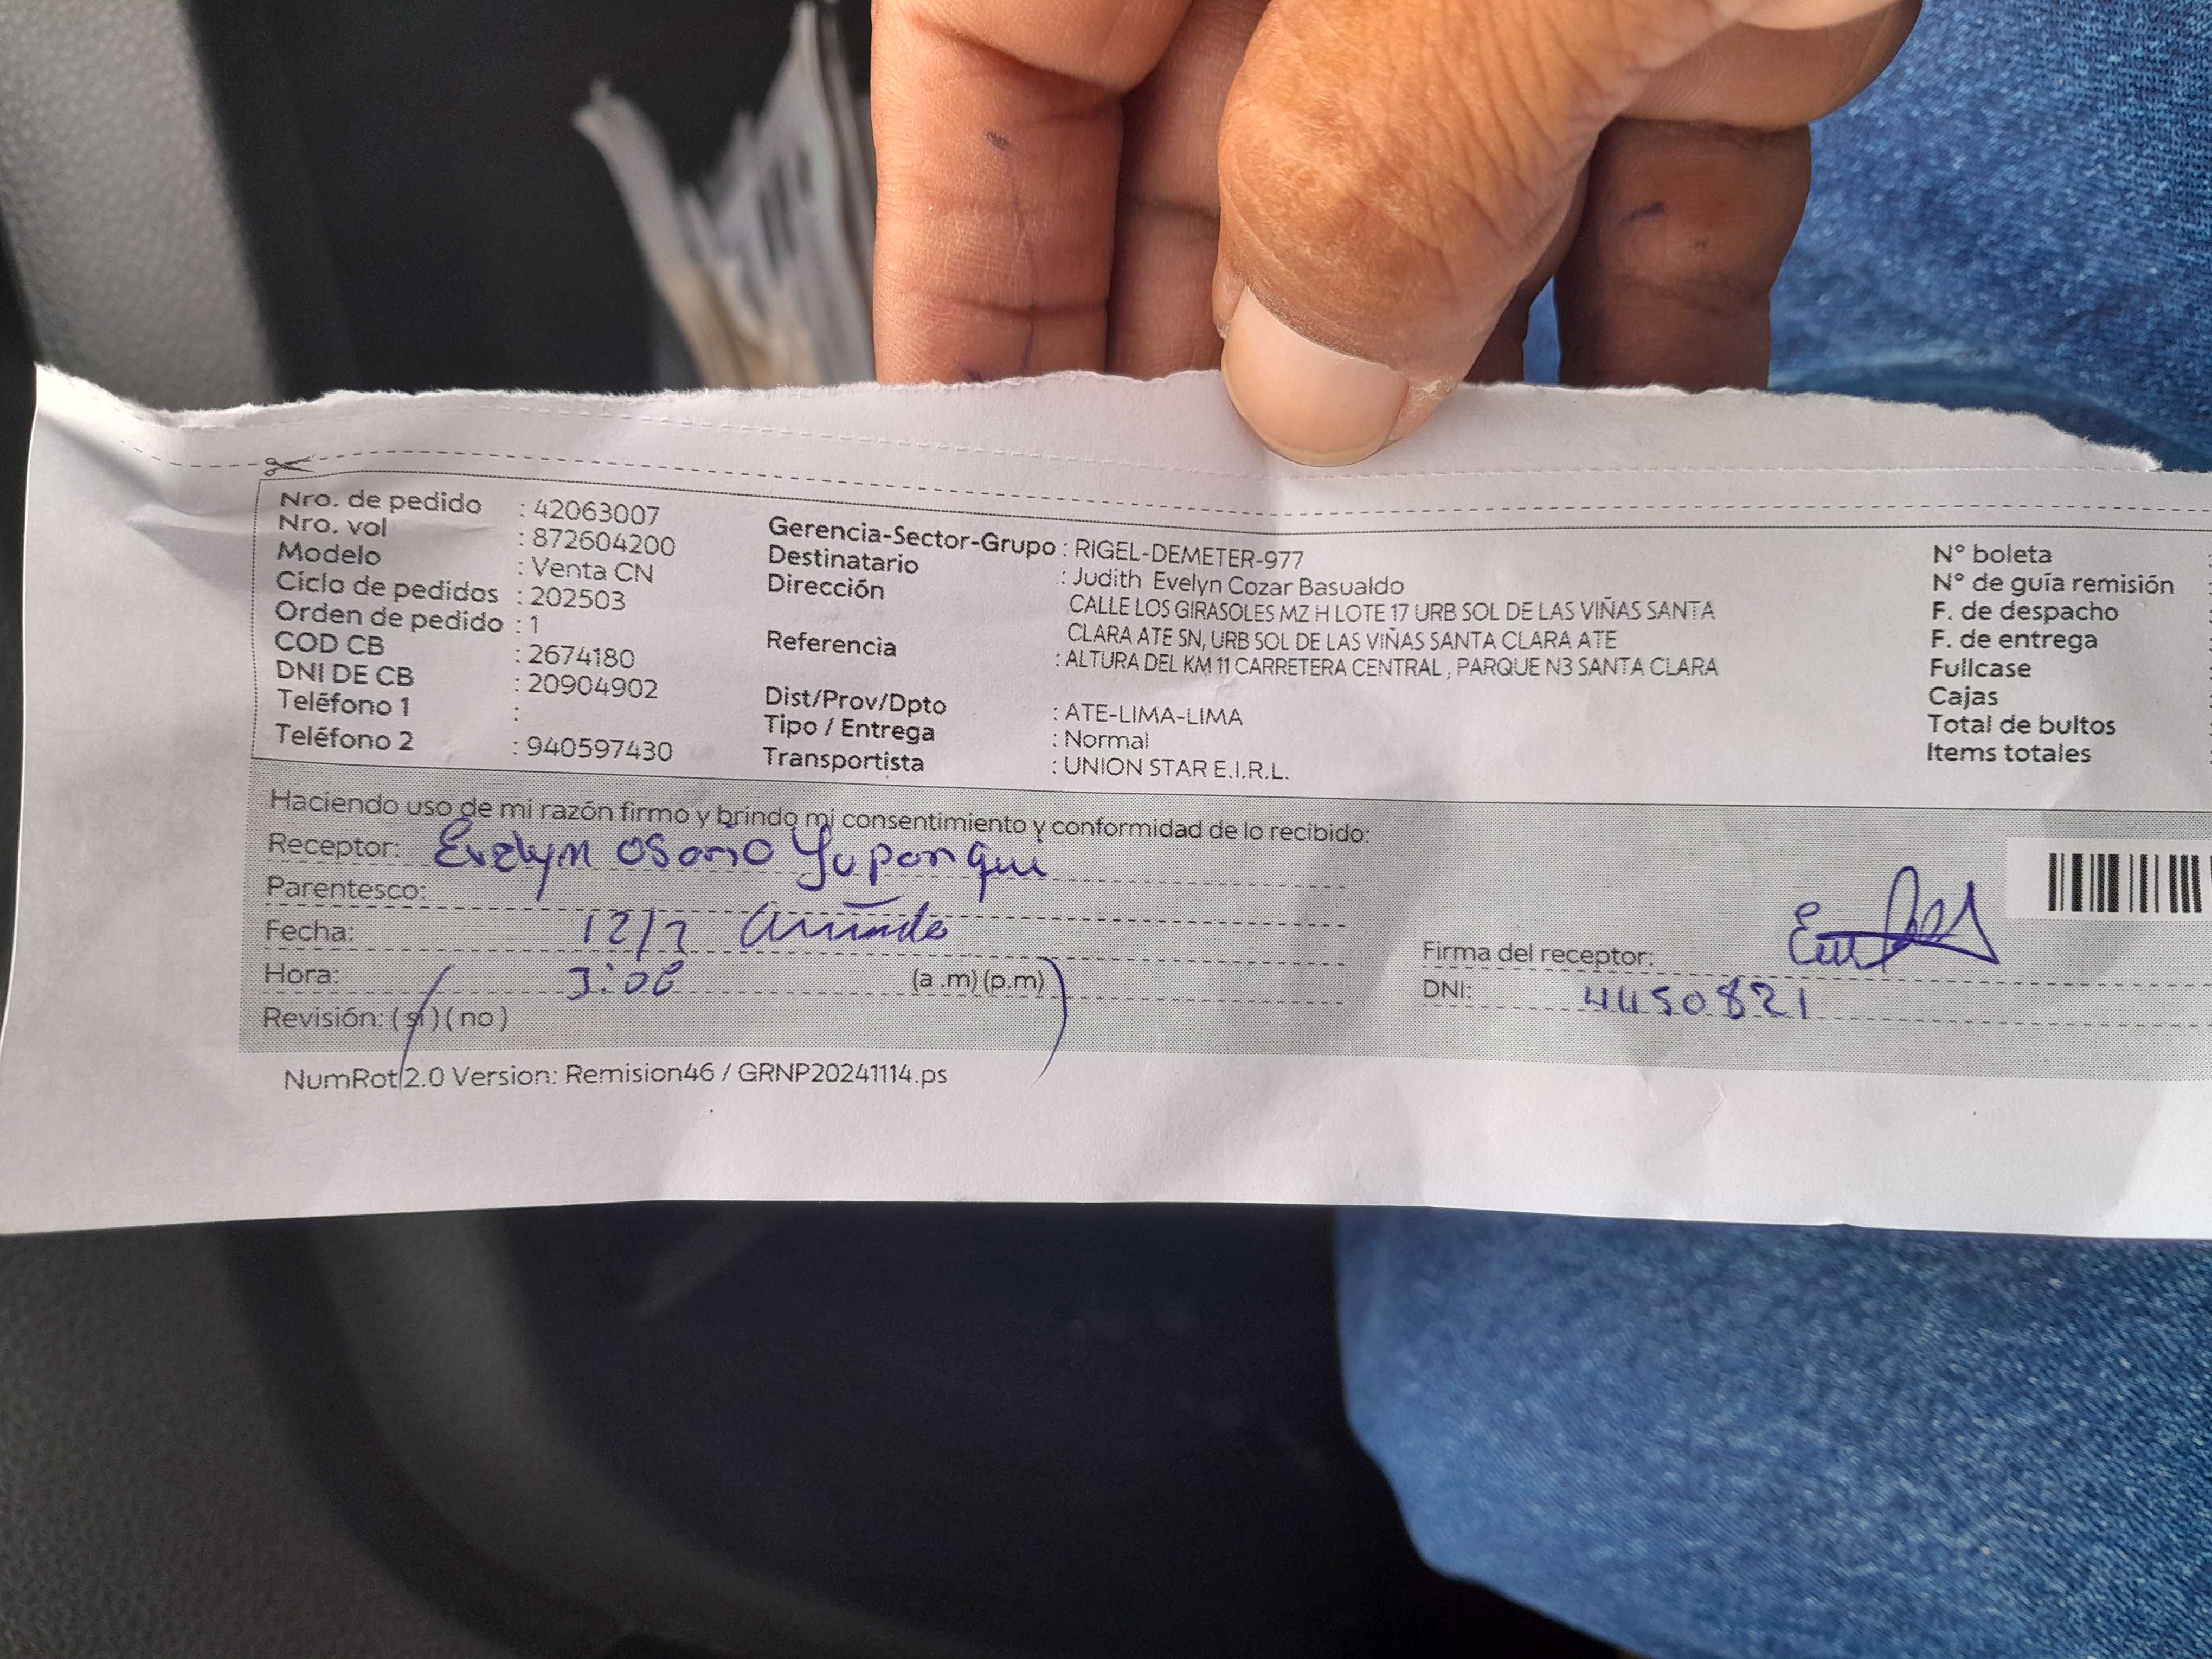 Nro. de pedido : 42063007
Nro. vol : 872604200
Modelo : Venta CN
Ciclo de pedidos : 202503
Orden de pedido : 1
COD CB : 2674180
DNI DE CB : 20904902
Teléfono 1 :
Teléfono 2 : 940597430
Gerencia-Sector-Grupo : RIGEL-DEMETER-977
Destinatario : Judith Evelyn Cozar Basualdo
Dirección CALLE LOS GIRASOLES MZ H LOTE 17 URB SOL DE LAS VIÑAS SANTA
CLARA ATE SN, URB SOL DE LAS VIÑAS SANTA CLARA ATE
Referencia : ALTURA DEL KM 11 CARRETERA CENTRAL , PARQUE N3 SANTA CLARA
Dist/Prov/Dpto : ATE-LIMA-LIMA
Tipo / Entrega : Normal
Transportista : UNION STAR E.I.R.L.
N° boleta
N° de guía remisión
F. de despacho
F. de entrega
Fullcase
Cajas
Total de bultos
Items totales
Haciendo uso de mi razón firmo y brindo mi consentimiento y conformidad de lo recibido:
Receptor: Evelyn Osorio Yupanqui
Parentesco:
Fecha: 12/2
Hora: 3:08 (a .m) (p.m)
Revisión: ( si ) ( no )
Firma del receptor:
DNI: 4450821
NumRot 2.0 Version: Remision46 / GRNP20241114.ps